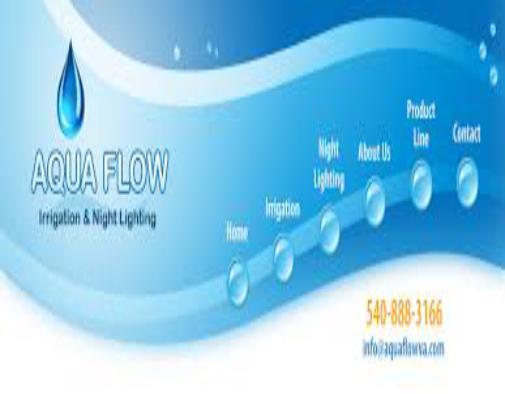 AQUA FLOW
Irrigation & Night Lighting
Home
Irrigation
Night
Lighting
About Us
Product
Line
Contact
540-888-3166
info@aquaflowva.com